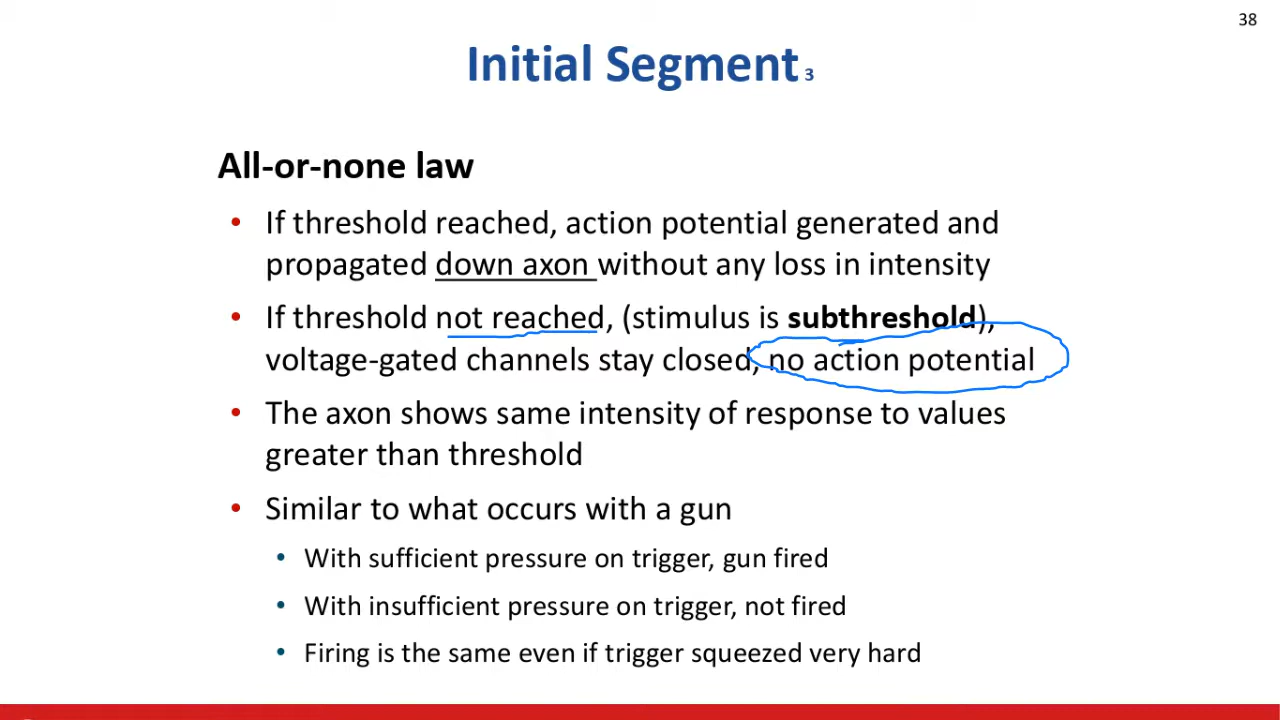 38
Initial Segment 3
All-or-none law
• If threshold reached, action potential generated and
propagated down axon without any loss in intensity
• If threshold not reached, (stimulus is subthreshold),
voltage-gated channels stay closed, no action potential
• The axon shows same intensity of response to values
greater than threshold
• Similar to what occurs with a gun
• With sufficient pressure on trigger, gun fired
• With insufficient pressure on trigger, not fired
• Firing is the same even if trigger squeezed very hard